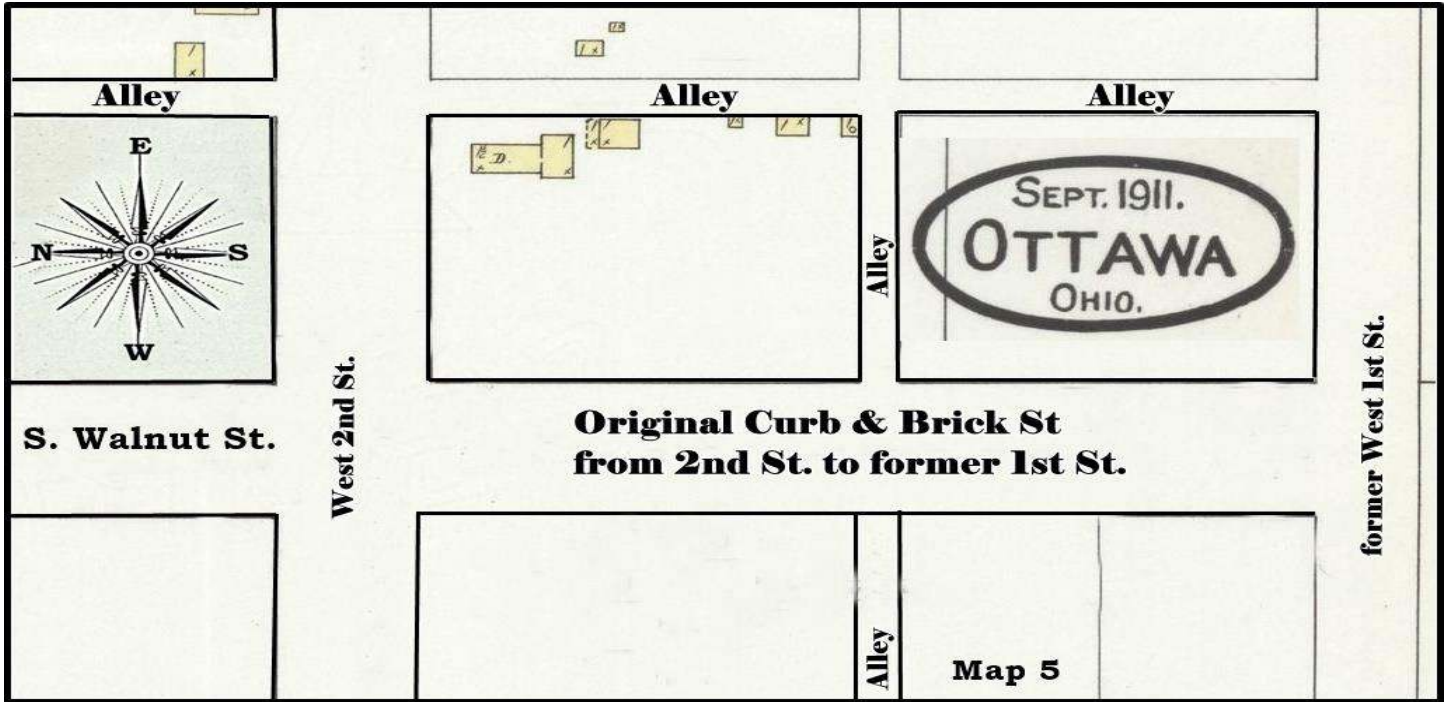 Alley
Alley
Alley
E
N
S
W
SEPT. 1911.
OTTAWA
OHIO.
D.
Alley
S. Walnut St.
West 2nd St.
Original Curb & Brick St
from 2nd St. to former 1st St.
former West 1st St.
Alley
Map 5